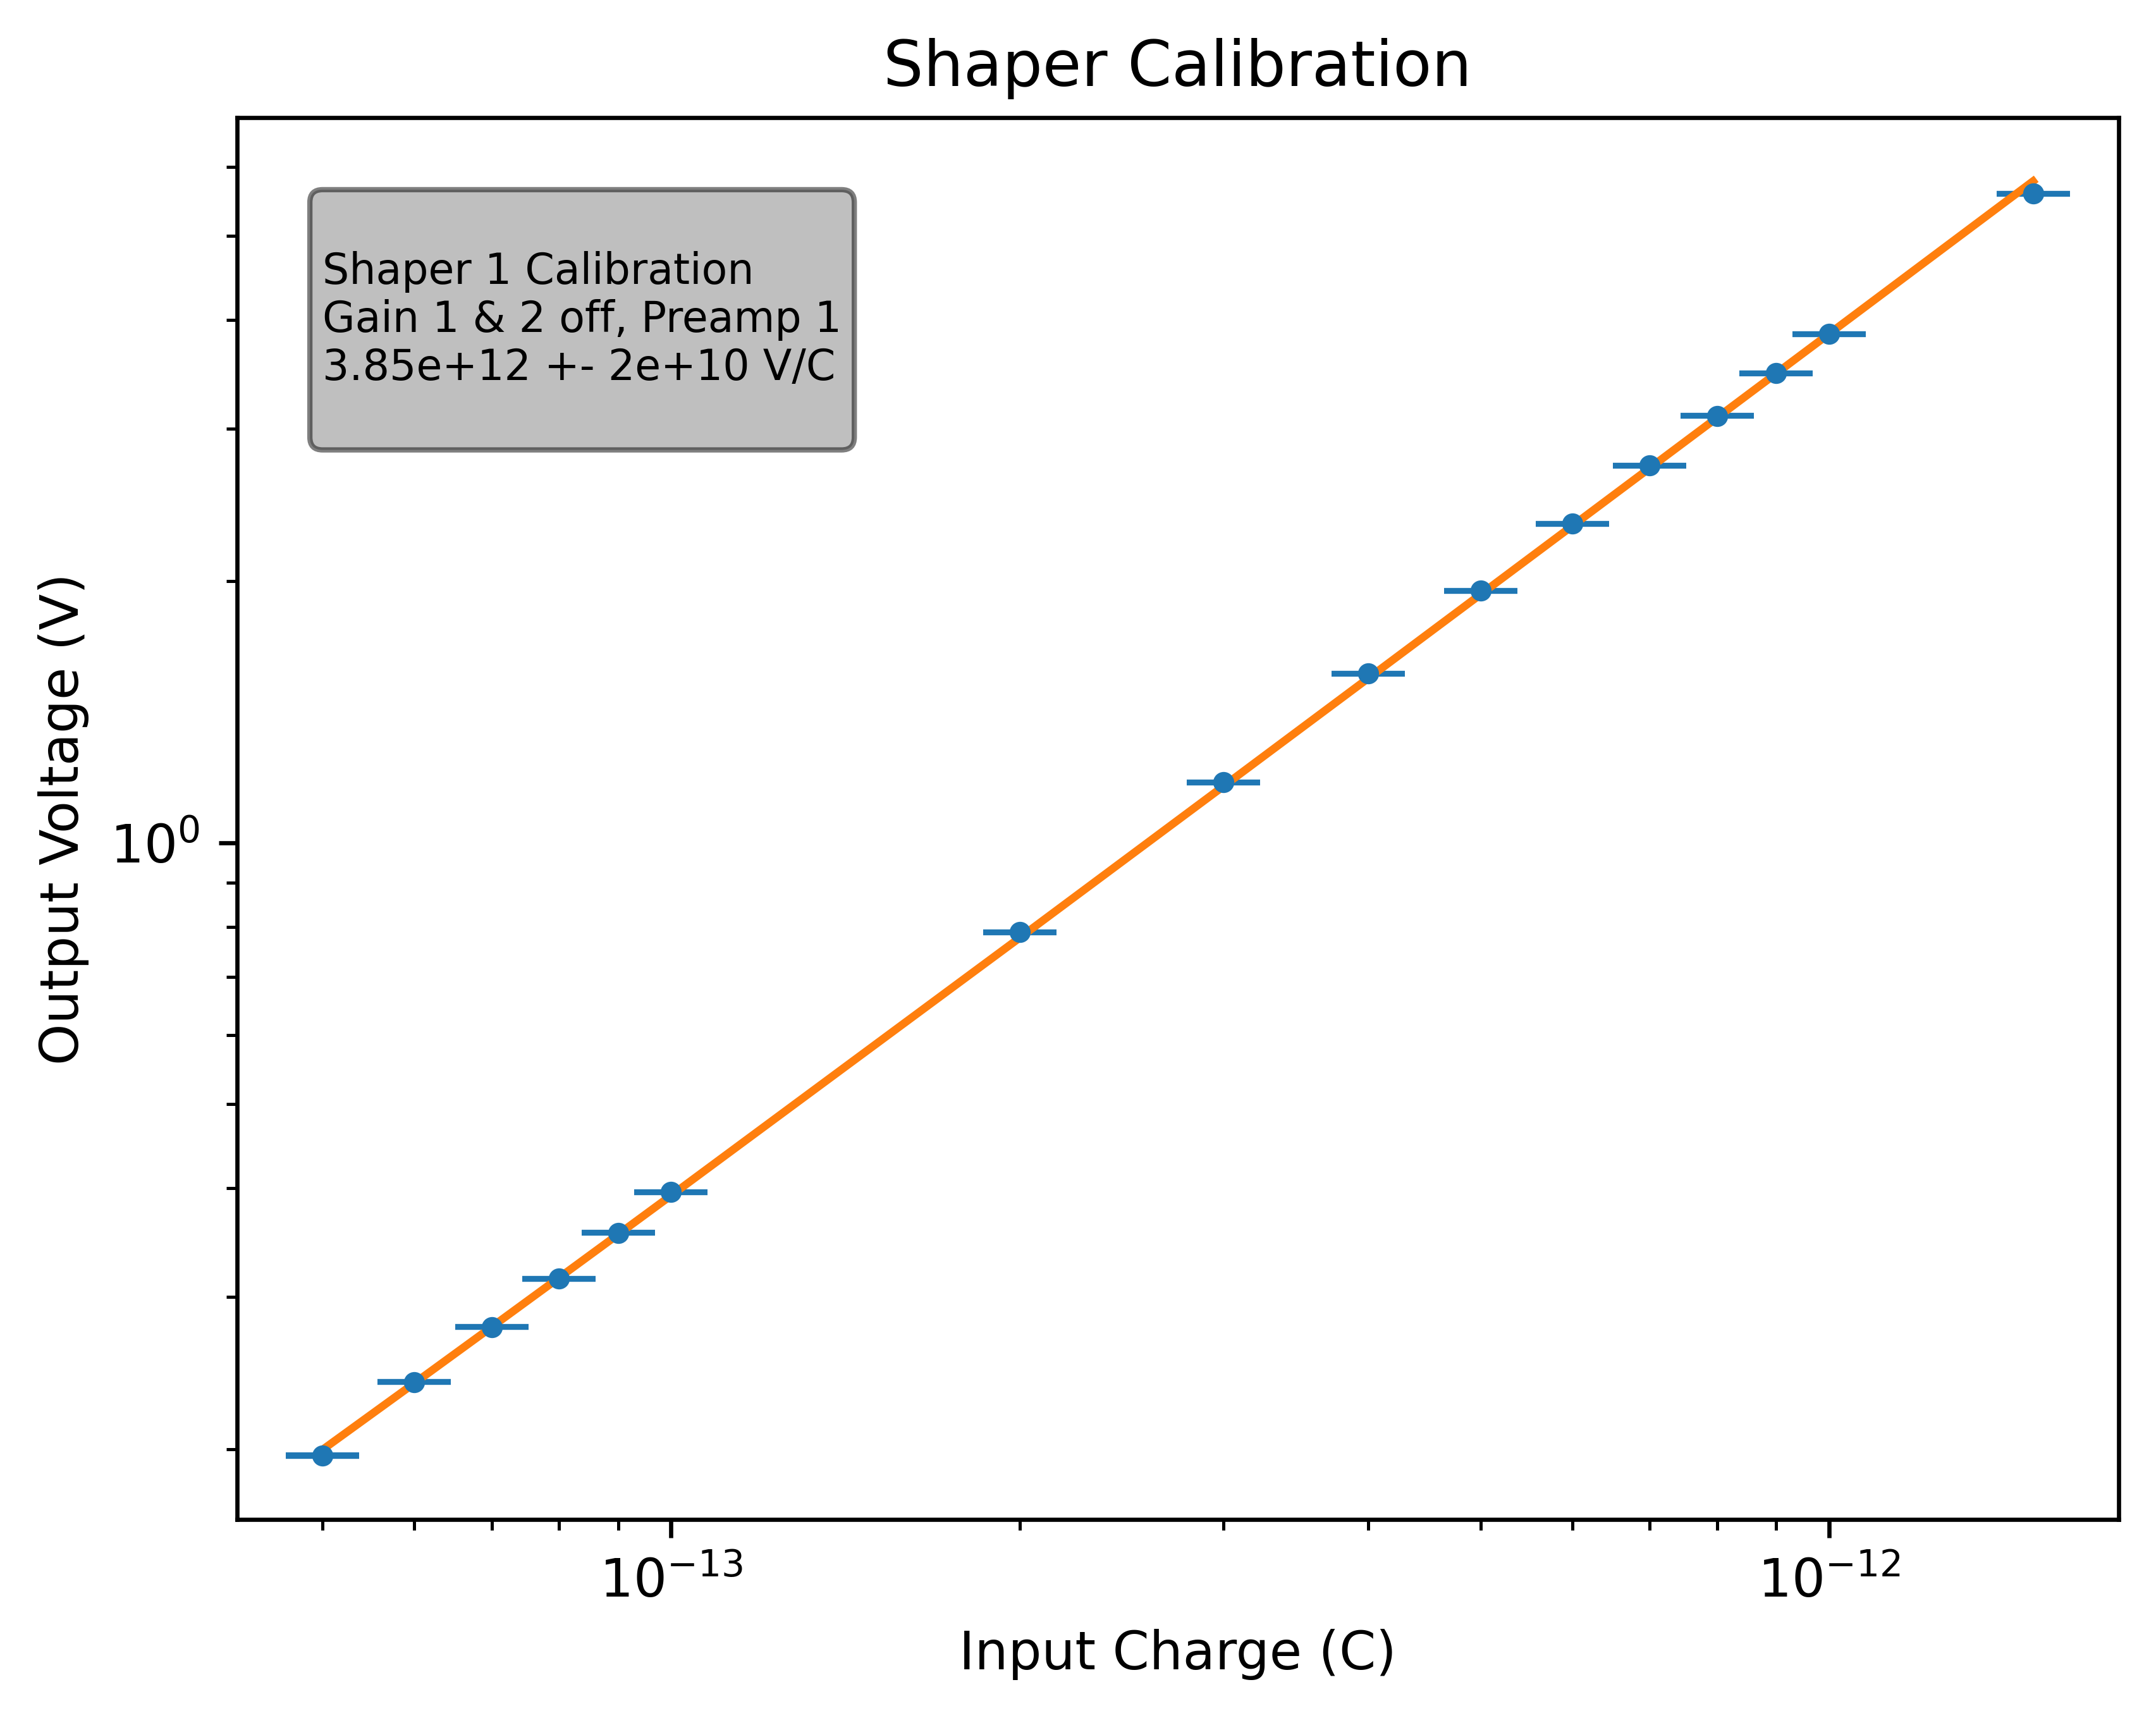 Shaper Calibration
Shaper 1 Calibration
Gain 1 & 2 off, Preamp 1
3.85e+12 +- 2e+10 V/C
Output Voltage (V)
10⁰
10⁻¹³
10⁻¹²
Input Charge (C)